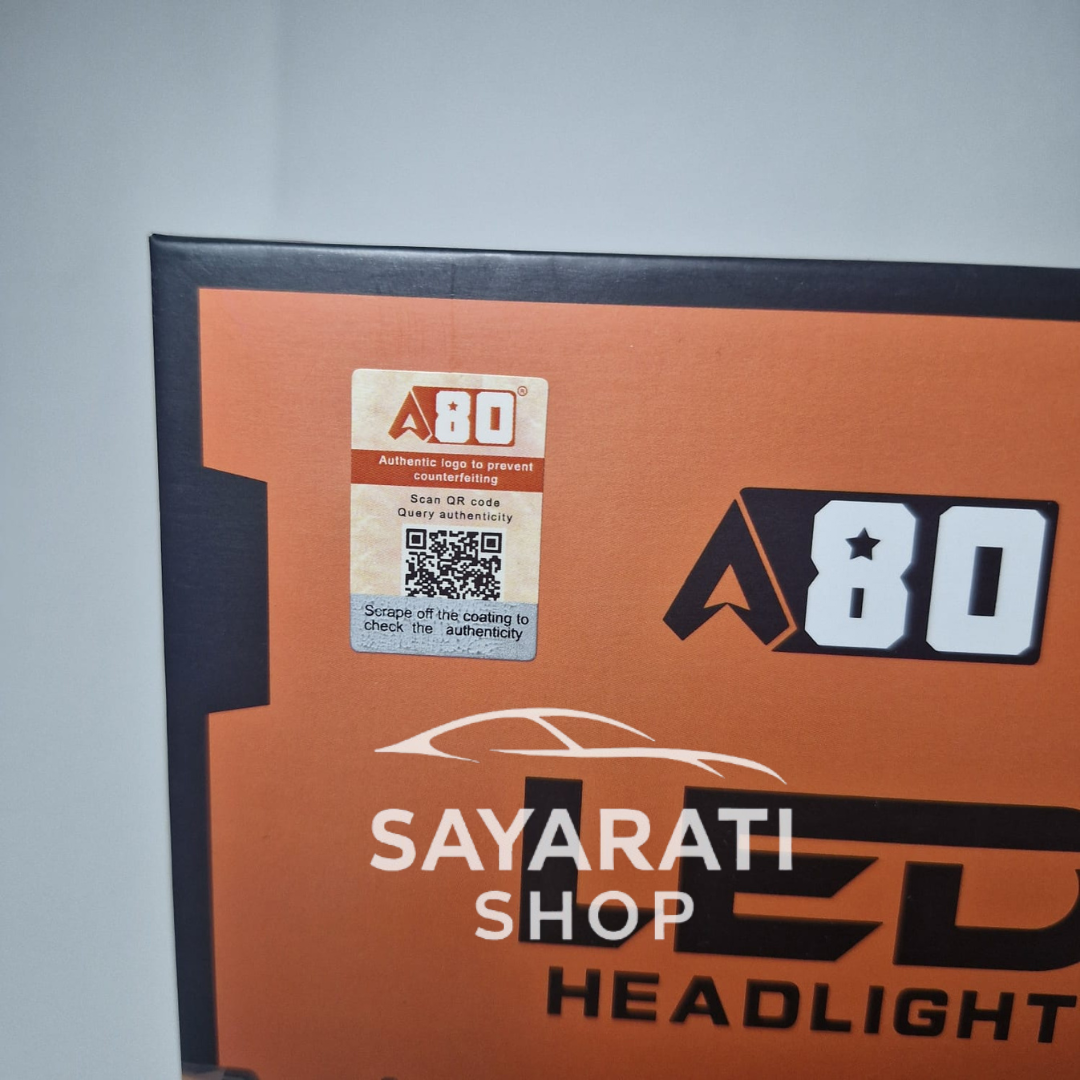 A80®
Authentic logo to prevent
counterfeiting
Scan QR code
Query authenticity
Scrape off the coating to
check the authenticity
A80
LED
HEADLIGHT
SAYARATI
SHOP